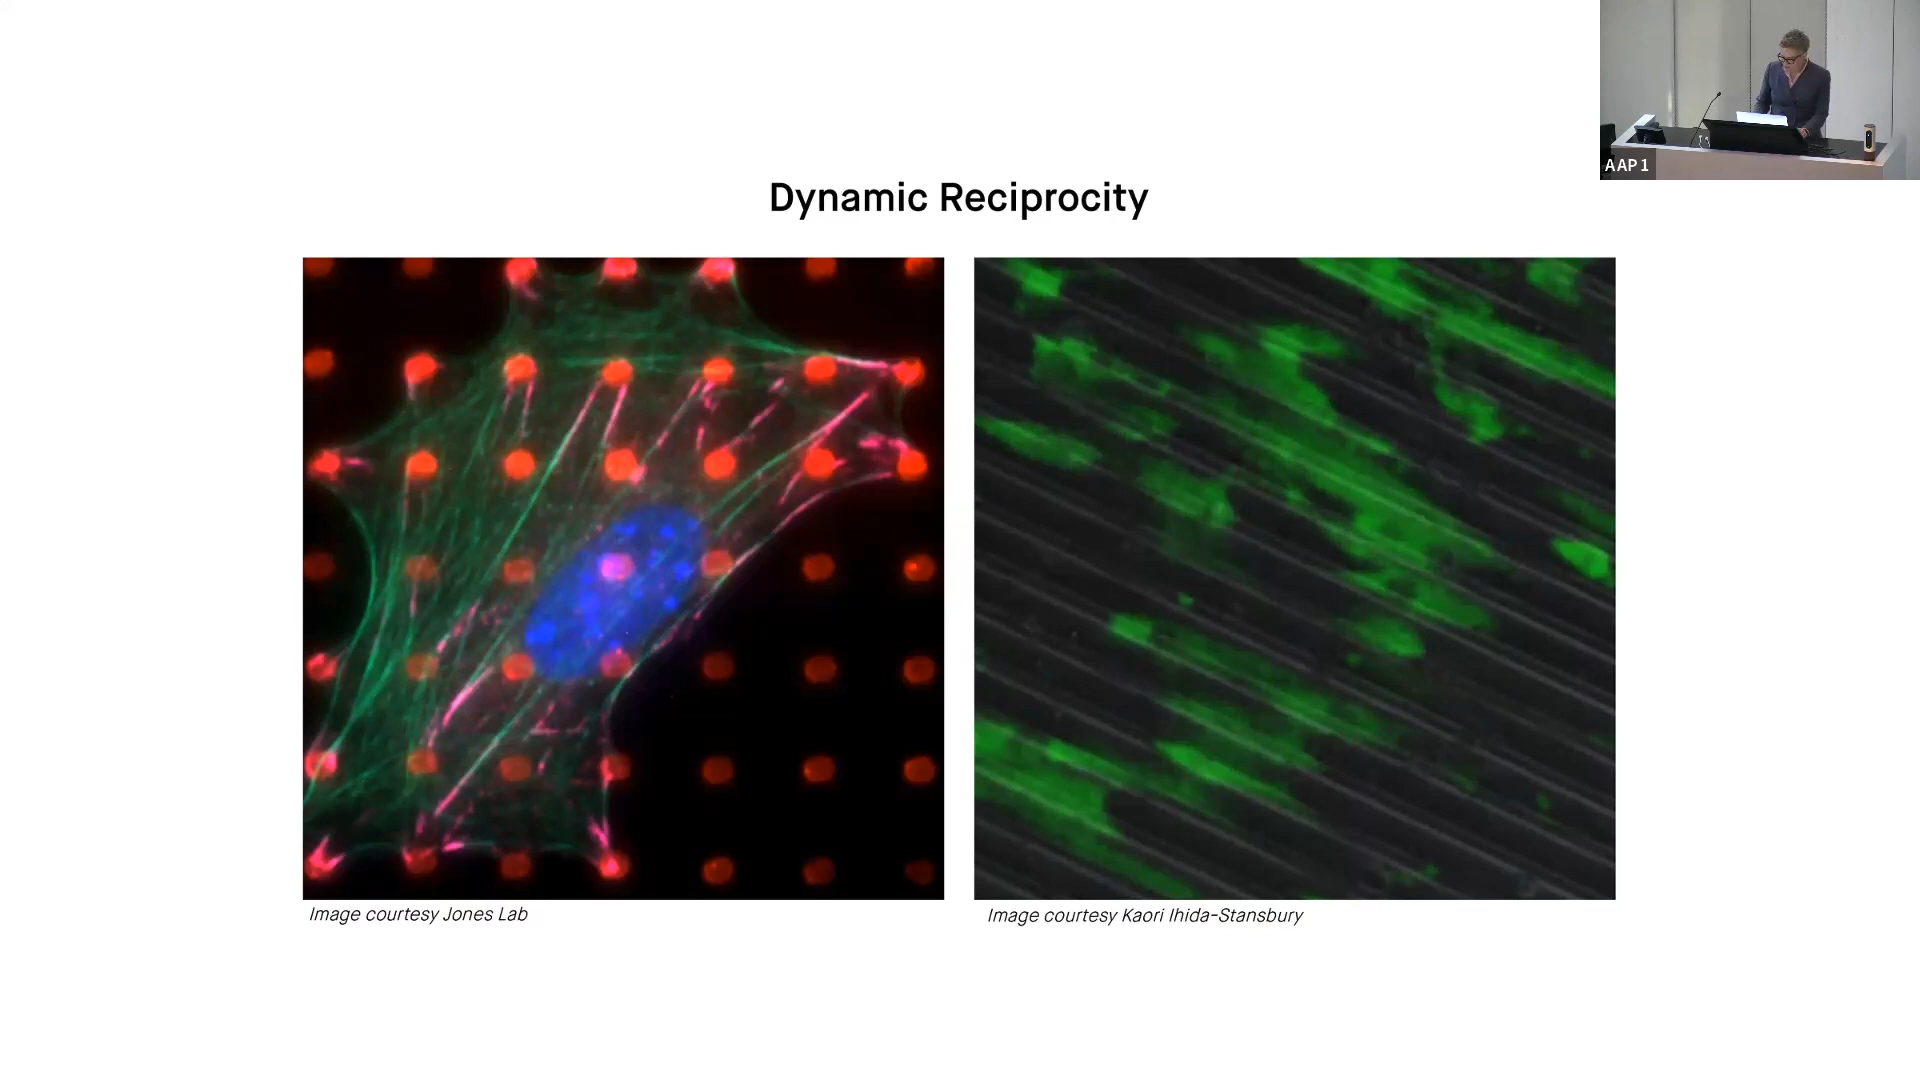 AAP 1
Dynamic Reciprocity
Image courtesy Jones Lab
Image courtesy Kaori Ihida-Stansbury